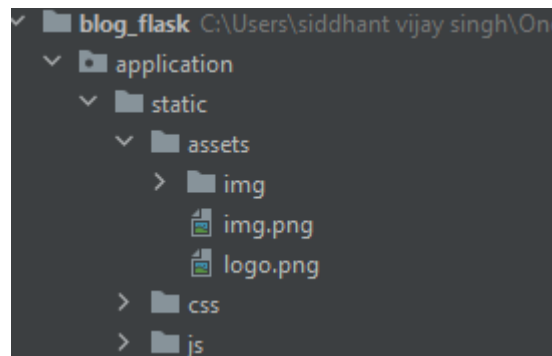 blog_flask C:\Users\siddhant vijay singh\On
application
static
assets
img
img.png
logo.png
css
js